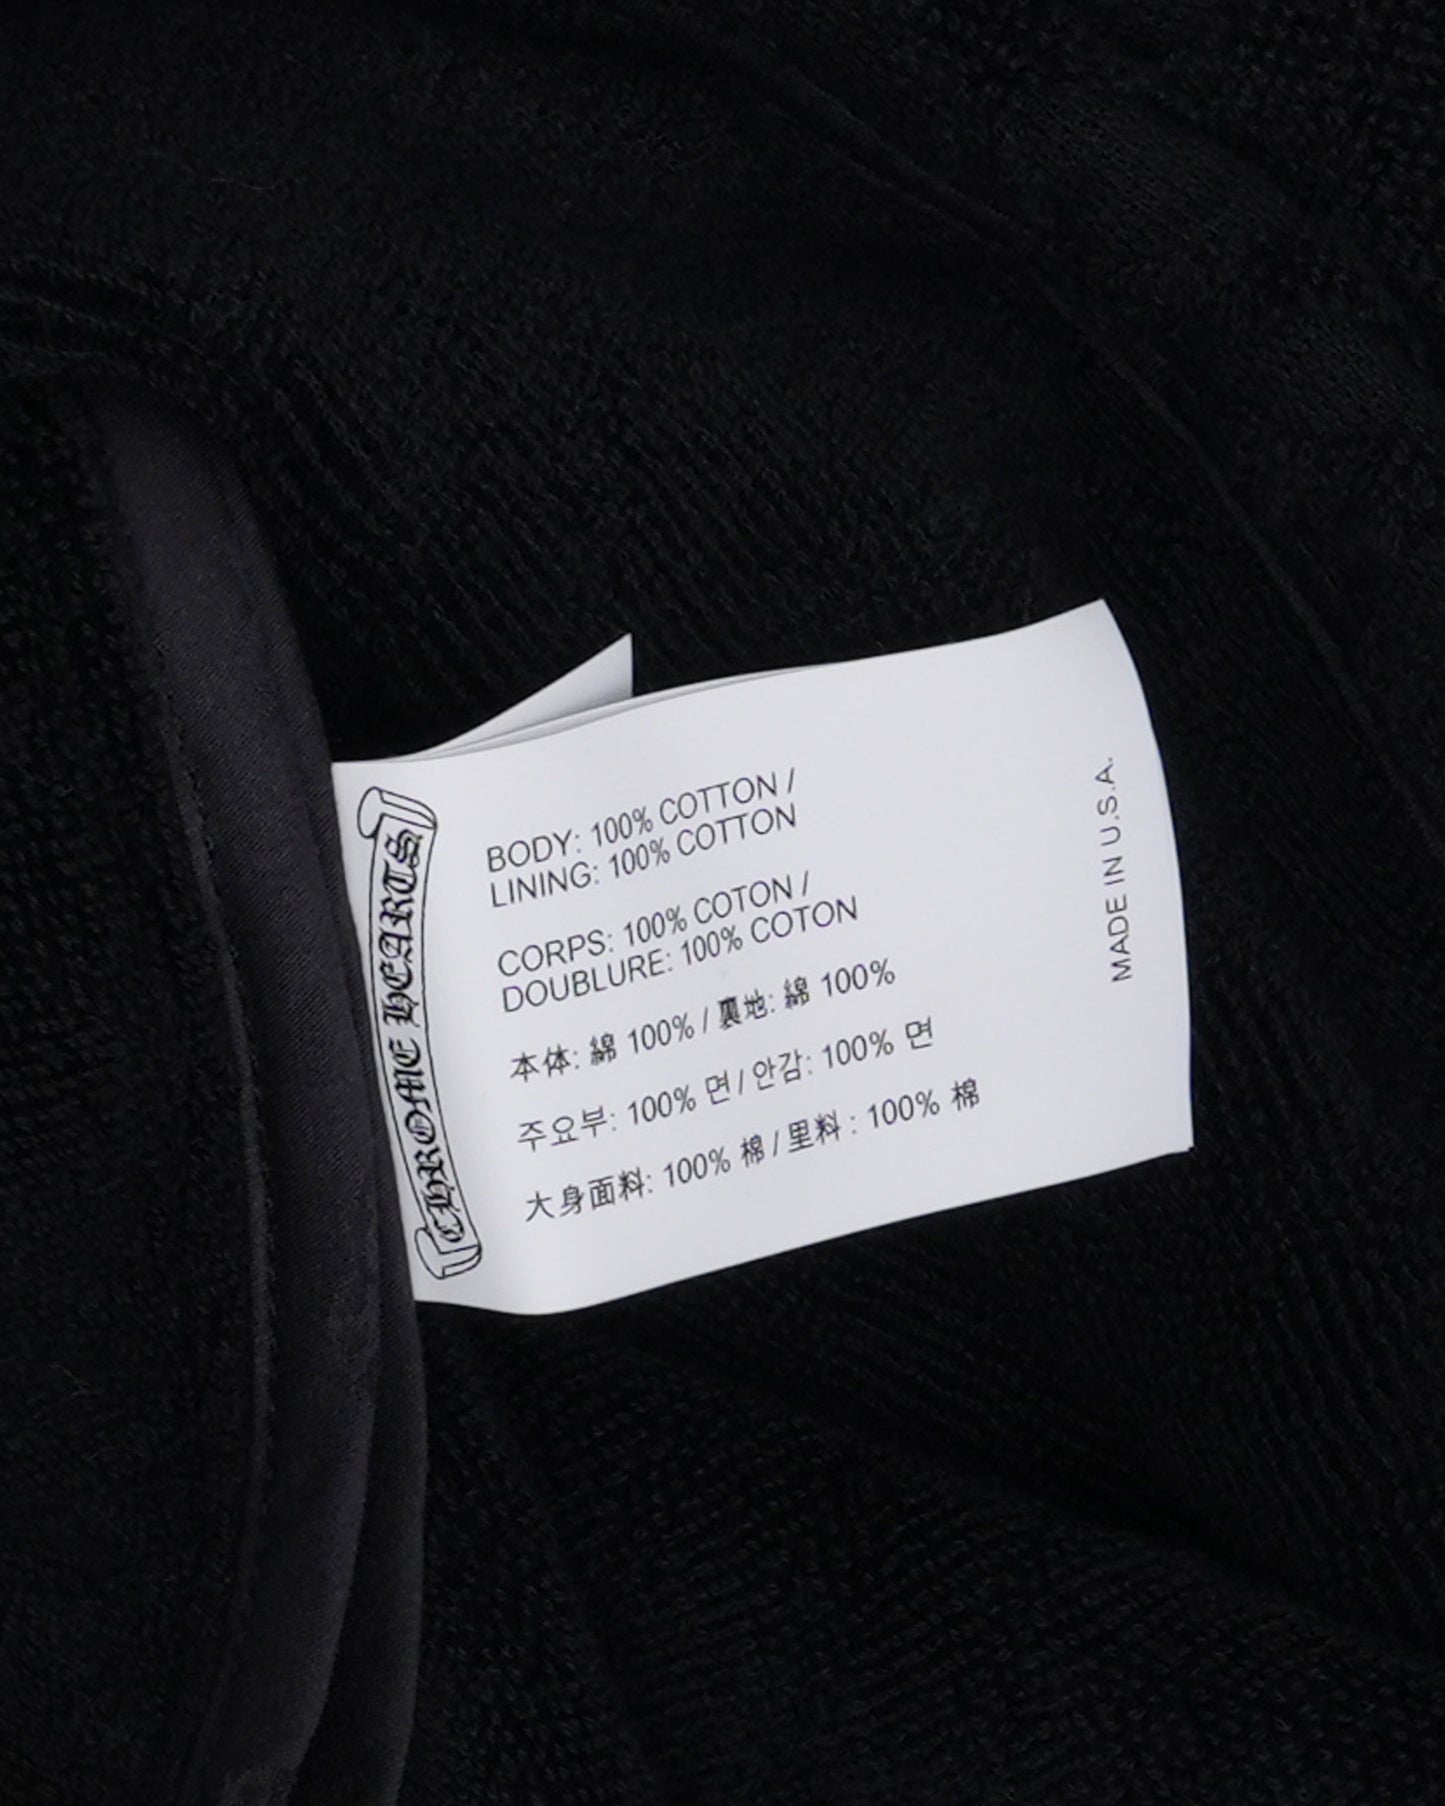 CHROME HEARTS
BODY: 100% COTTON /
LINING: 100% COTTON
CORPS: 100% COTON /
DOUBLURE: 100% COTON
本体: 綿 100% / 裏地: 綿 100%
주요부: 100% 면 / 안감: 100% 면
大身面料: 100% 棉 / 里料 : 100% 棉
MADE IN U.S.A.